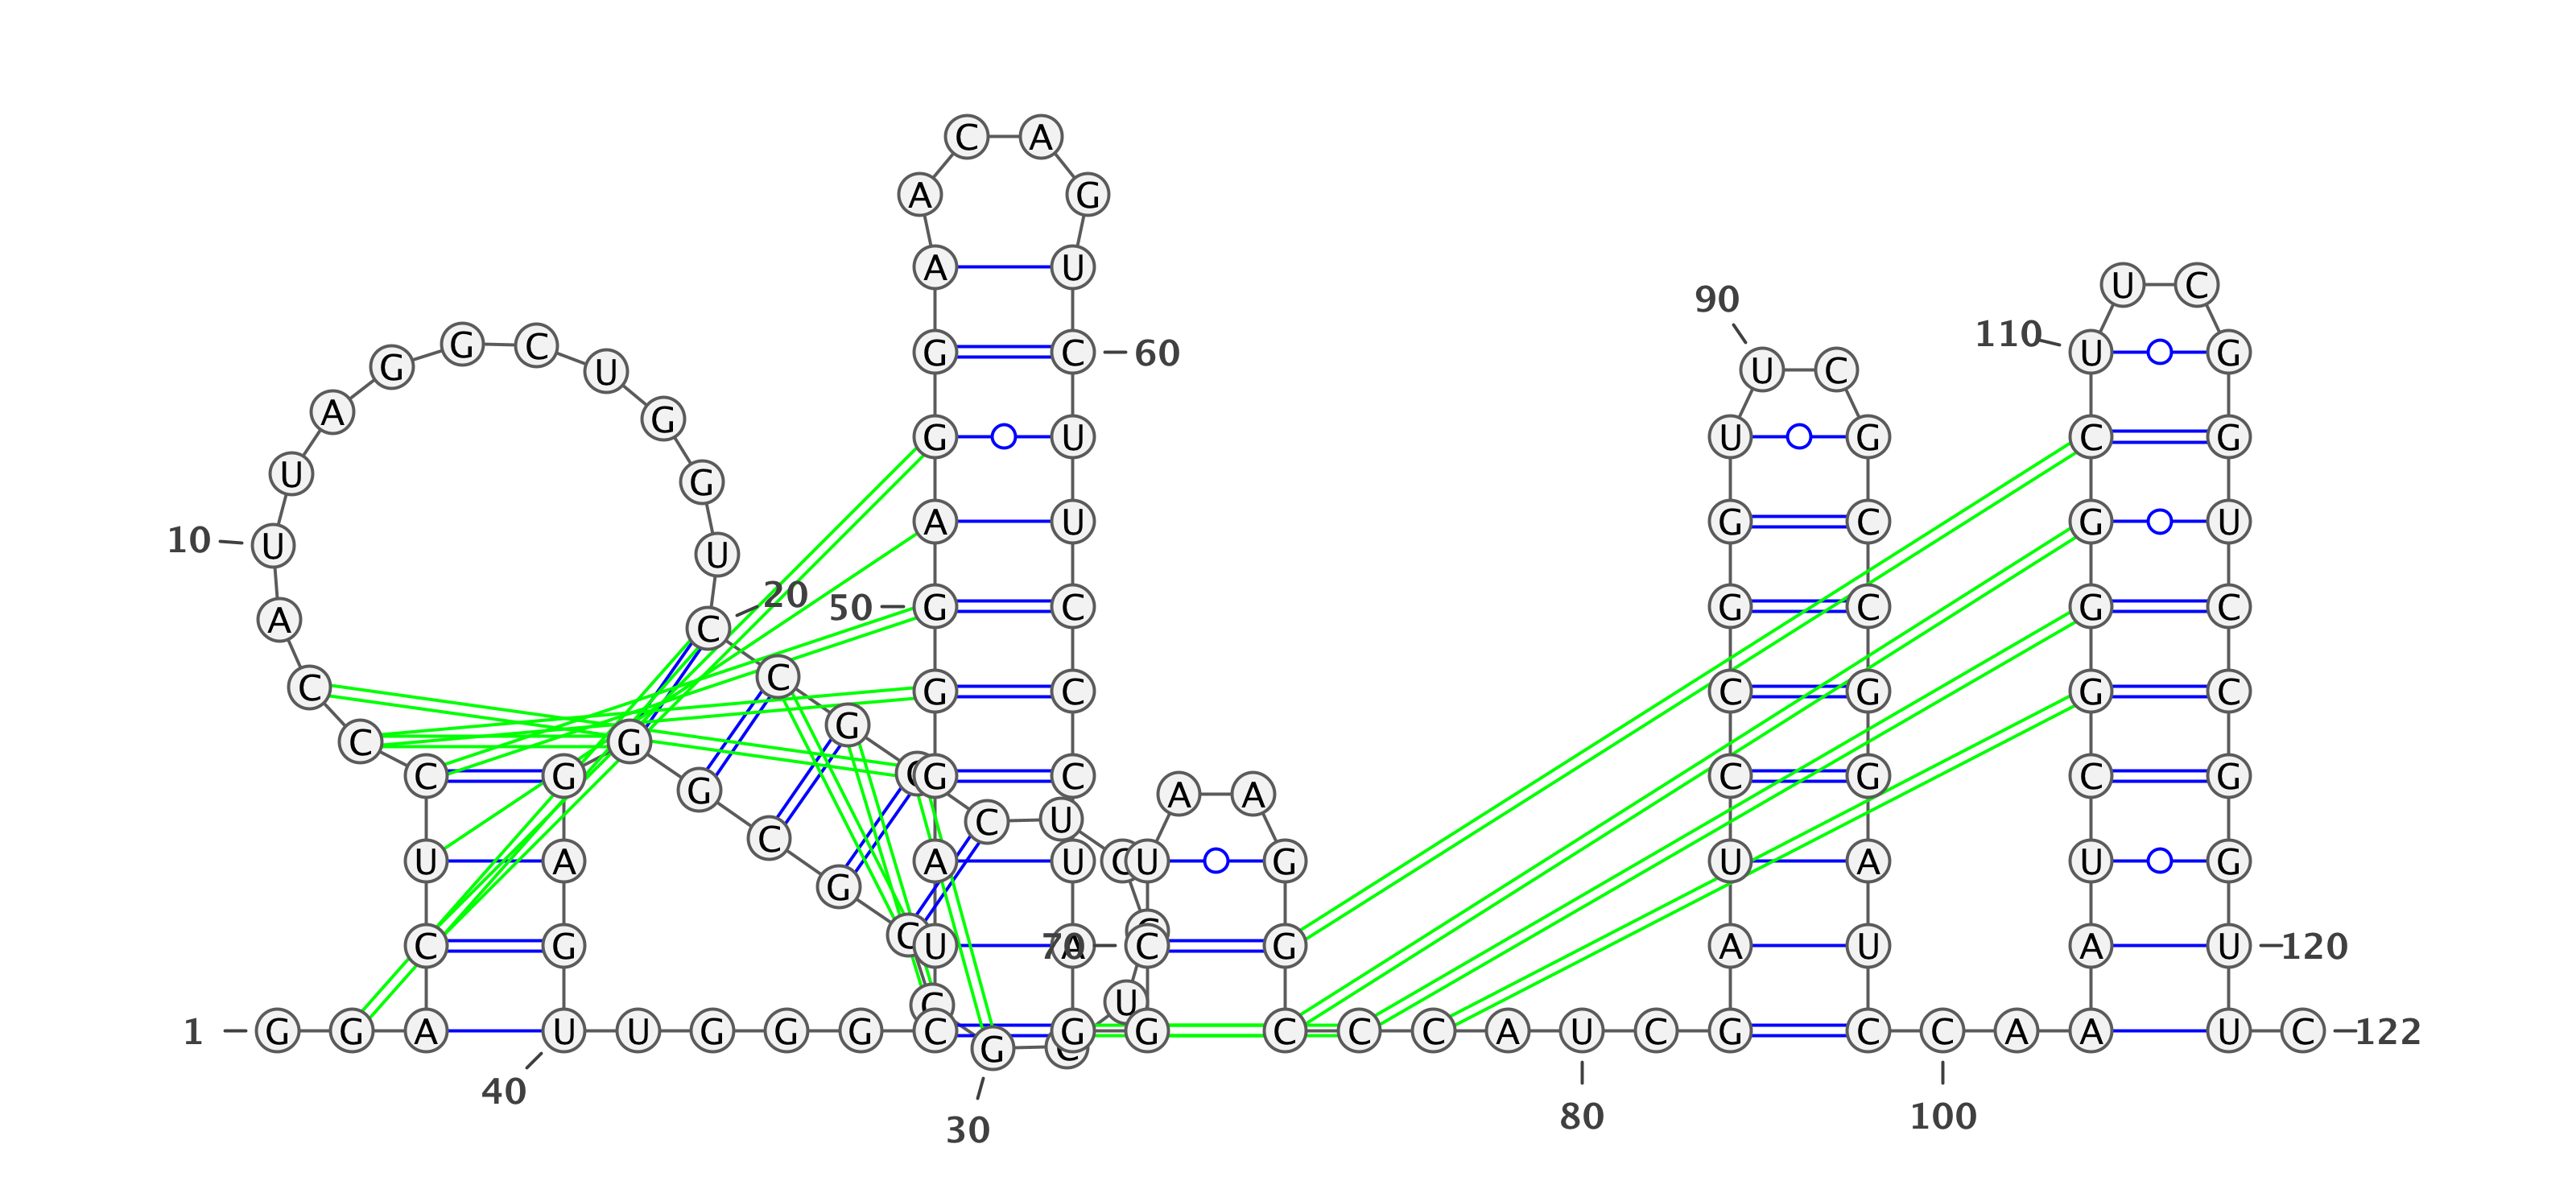 C A
A G
A U
U C
90
G C
110
G C 60 U G
G U U C
A G
G U U G C G
U G
A U G C G U
10 U U
20
C
A 50 G C G C G C
C C G C C G G C
G
C G
C G G C C G C G
G A A
C C U
U A A U U G U A U G
G
C G C U A 70 C G A U A U 120
U
1 G G A U U G G G C G G C C C A U C G C C A A A U C 122
G
40
80 100
30